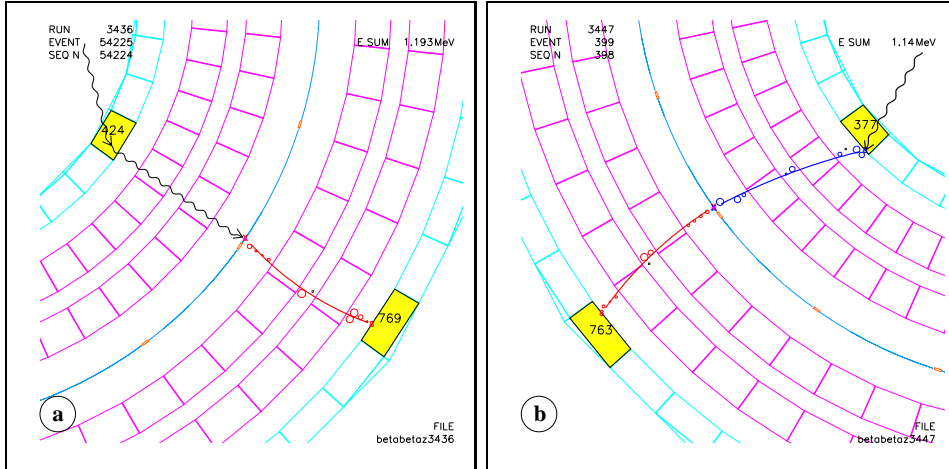 RUN 3436
EVENT 54225
SEQ N 54224
E SUM 1.193MeV
424
769
a
FILE
betabetaz3436
RUN 3447
EVENT 399
SEQ N 398
E SUM 1.14MeV
377
763
b
FILE
betabetaz3447